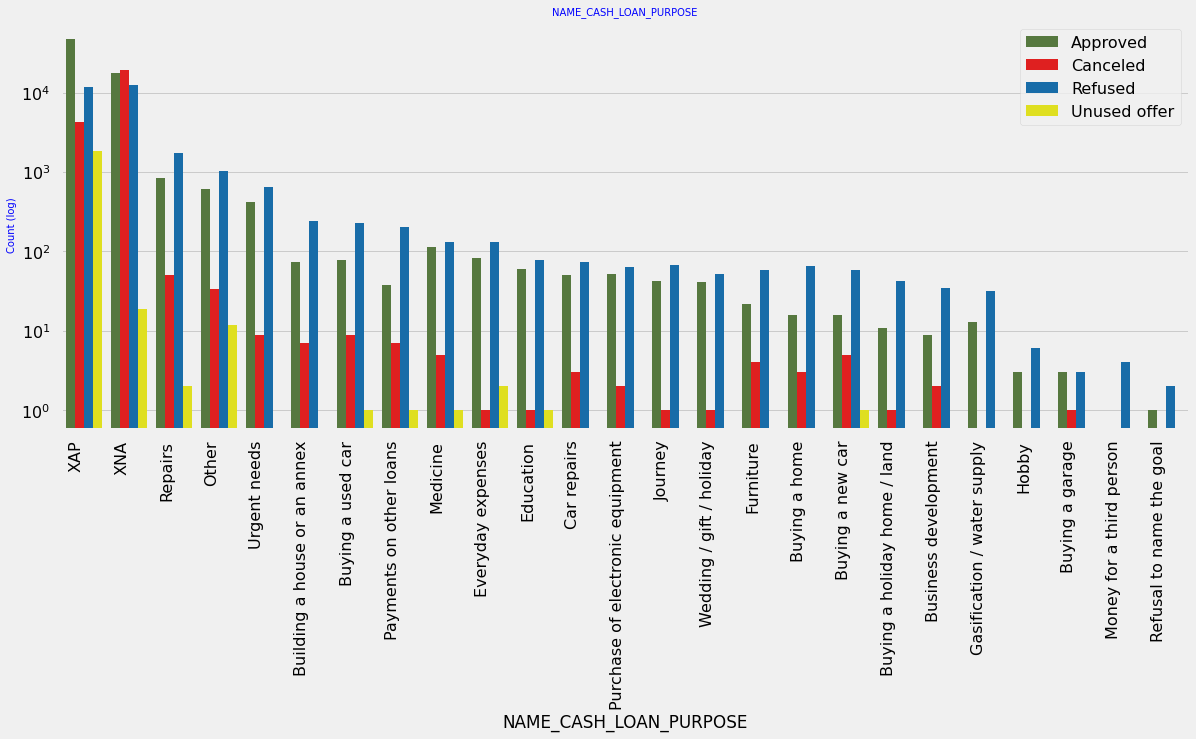 NAME_CASH_LOAN_PURPOSE
Approved
Canceled
Refused
Unused offer
Count (log)
10⁴
10³
10²
10¹
10⁰
XAP
XNA
Repairs
Other
Urgent needs
Building a house or an annex
Buying a used car
Payments on other loans
Medicine
Everyday expenses
Education
Car repairs
Purchase of electronic equipment
Journey
Wedding / gift / holiday
Furniture
Buying a home
Buying a new car
Buying a holiday home / land
Business development
Gasification / water supply
Hobby
Buying a garage
Money for a third person
Refusal to name the goal
NAME_CASH_LOAN_PURPOSE